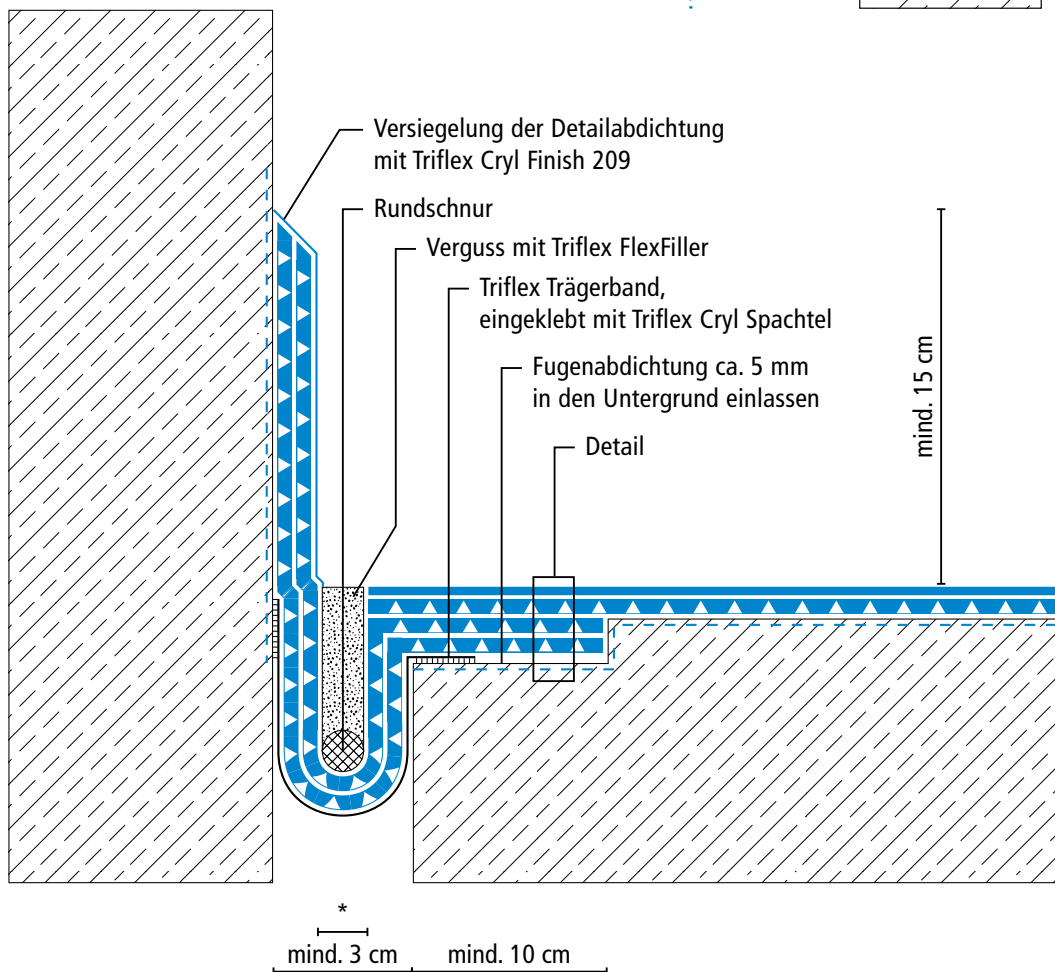 Versiegelung der Detailabdichtung
mit Triflex Cryl Finish 209
Rundschnur
Verguss mit Triflex FlexFiller
Triflex Trägerband,
eingeklebt mit Triflex Cryl Spachtel
Fugenabdichtung ca. 5 mm
in den Untergrund einlassen
Detail
mind. 15 cm
*
mind. 3 cm
mind. 10 cm